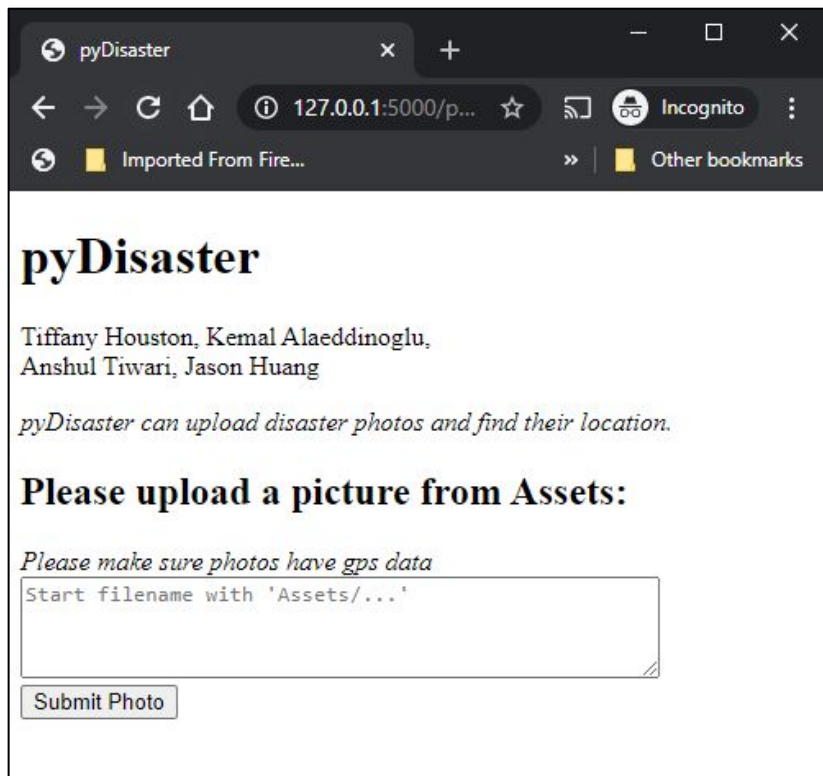 pyDisaster
127.0.0.1:5000/p...
Incognito
Imported From Fire...
»
Other bookmarks
pyDisaster
Tiffany Houston, Kemal Alaeddinoglu,
Anshul Tiwari, Jason Huang
pyDisaster can upload disaster photos and find their location.
Please upload a picture from Assets:
Please make sure photos have gps data
Start filename with 'Assets/...'
Submit Photo